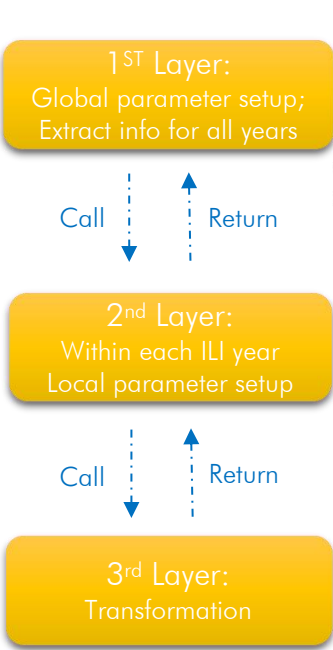 1ST Layer:
Global parameter setup;
Extract info for all years
Call
Return
2nd Layer:
Within each ILI year
Local parameter setup
Call
Return
3rd Layer:
Transformation